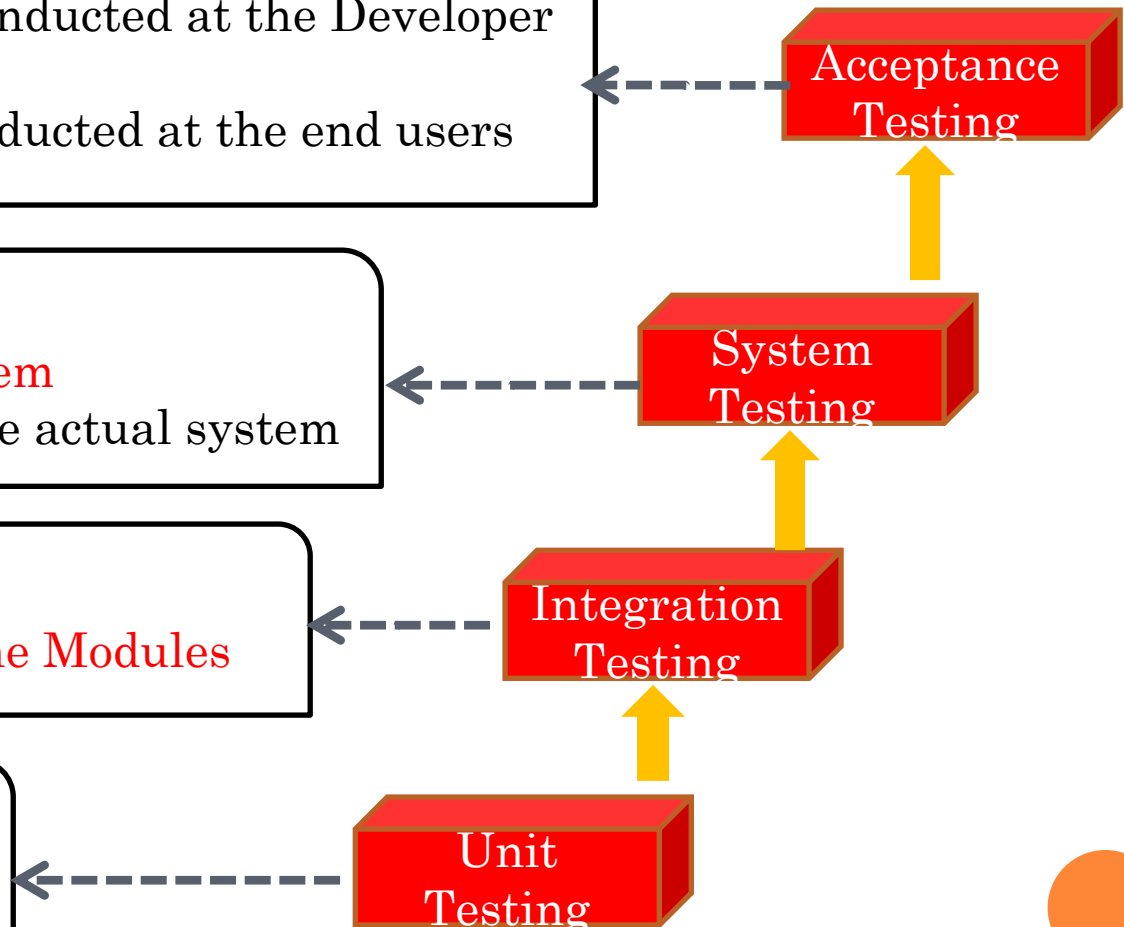 nducted at the Developer
Acceptance
Testing
ducted at the end users
System
Testing
em
e actual system
Integration
Testing
e Modules
Unit
Testing